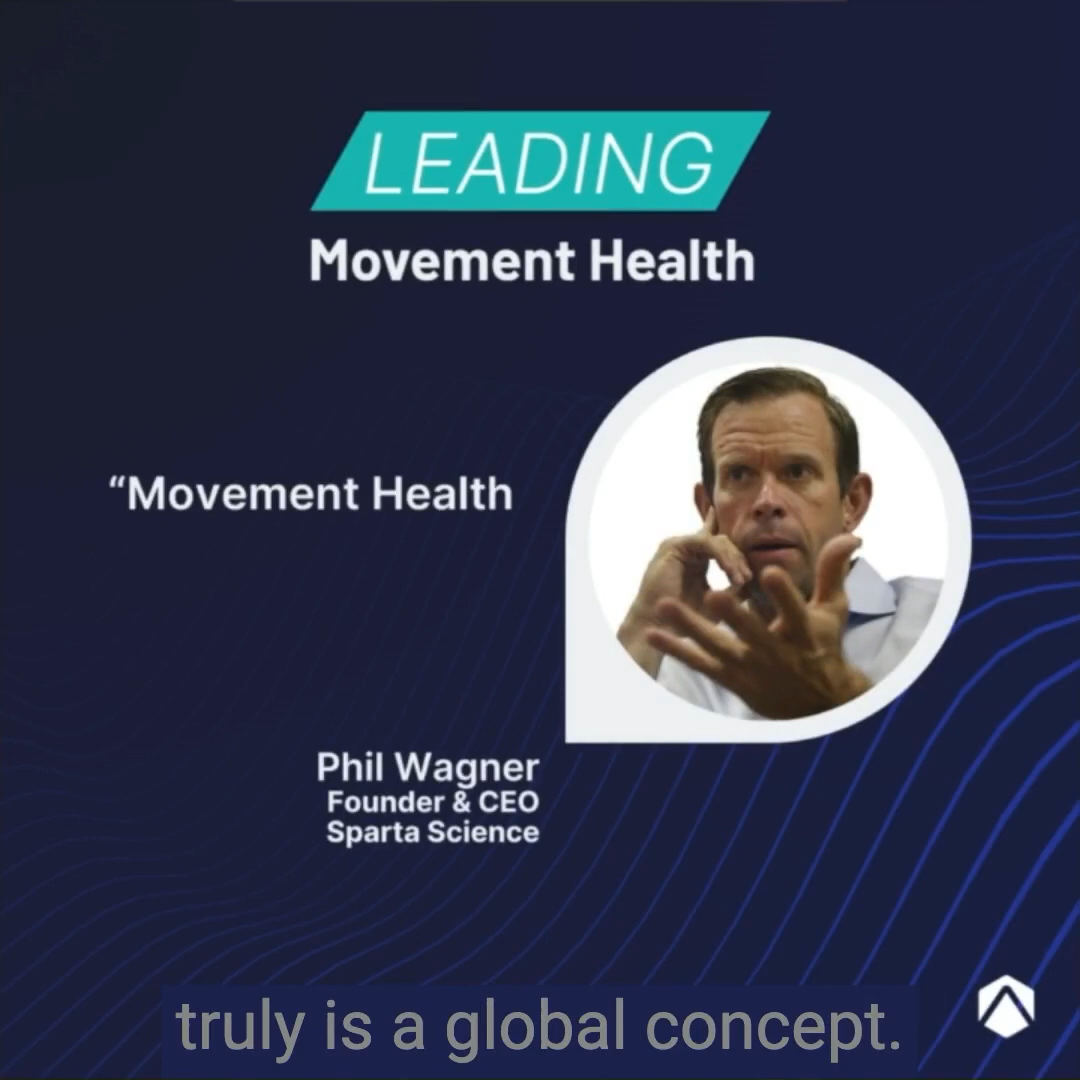 LEADING
Movement Health
“Movement Health
Phil Wagner
Founder & CEO
Sparta Science
truly is a global concept.